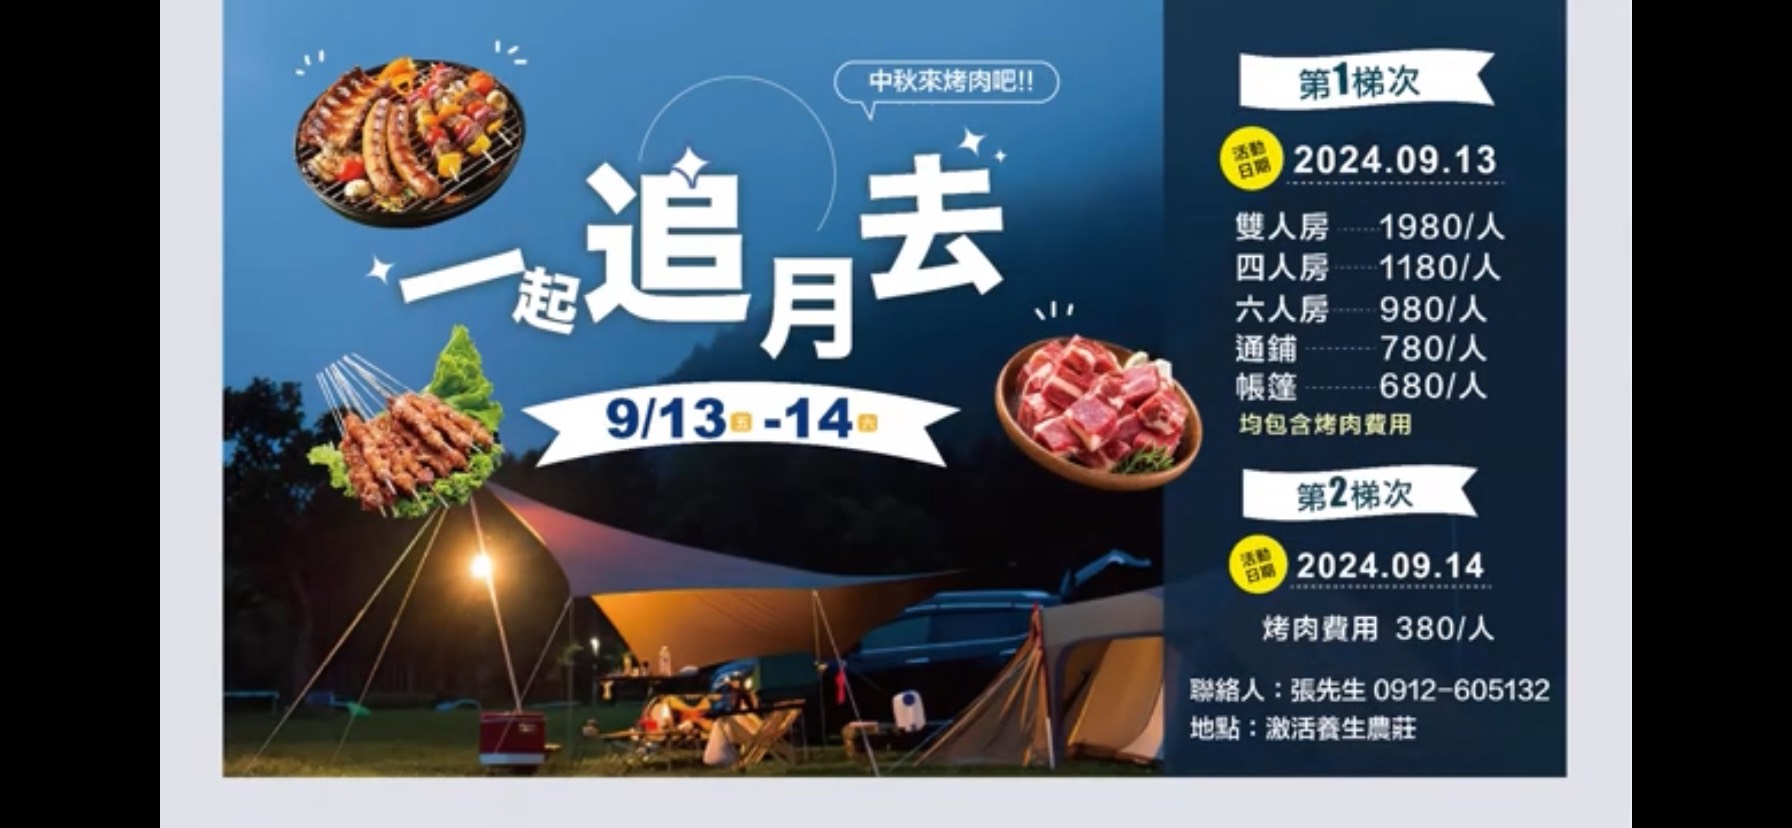 中秋來烤肉吧!!
一起追月去
9/13五-14六
第1梯次
活動日期 2024.09.13
雙人房 1980/人
四人房 1180/人
六人房 980/人
通鋪 780/人
帳篷 680/人
均包含烤肉費用
第2梯次
活動日期 2024.09.14
烤肉費用 380/人
聯絡人：張先生 0912-605132
地點：激活養生農莊